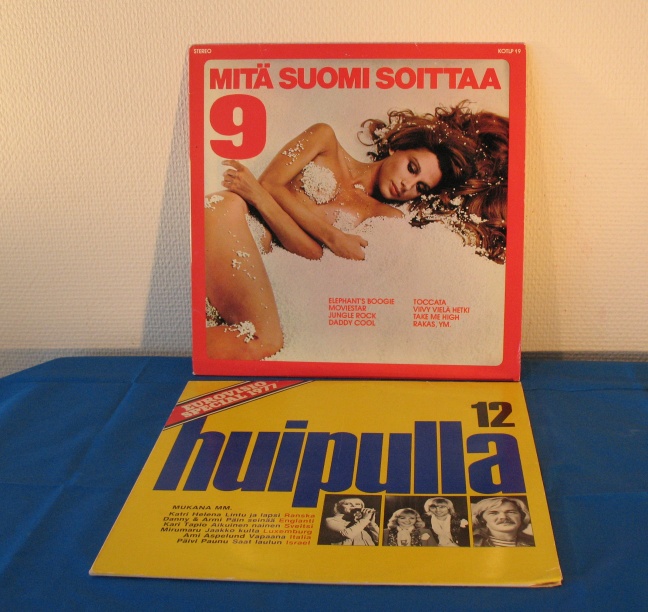 STEREO
KOTLP 19
MITÄ SUOMI SOITTAA
9
ELEPHANT'S BOOGIE
MOVIESTAR
JUNGLE ROCK
DADDY COOL
TOCCATA
VIIVY VIELÄ HETKI
TAKE ME HIGH
RAKAS, YM.
EUROVISIO
SPECIAL 1977
12
huipulla
MUKANA MM.
Katri Helena Lintu ja lapsi Ranska
Danny & Armi Päin seinää Englanti
Kari Tapio Aikuinen nainen Sveitsi
Mirumaru Jaakko kulta Luxemburg
Ami Aspelund Vapaana Italia
Päivi Paunu Saat laulun Israel